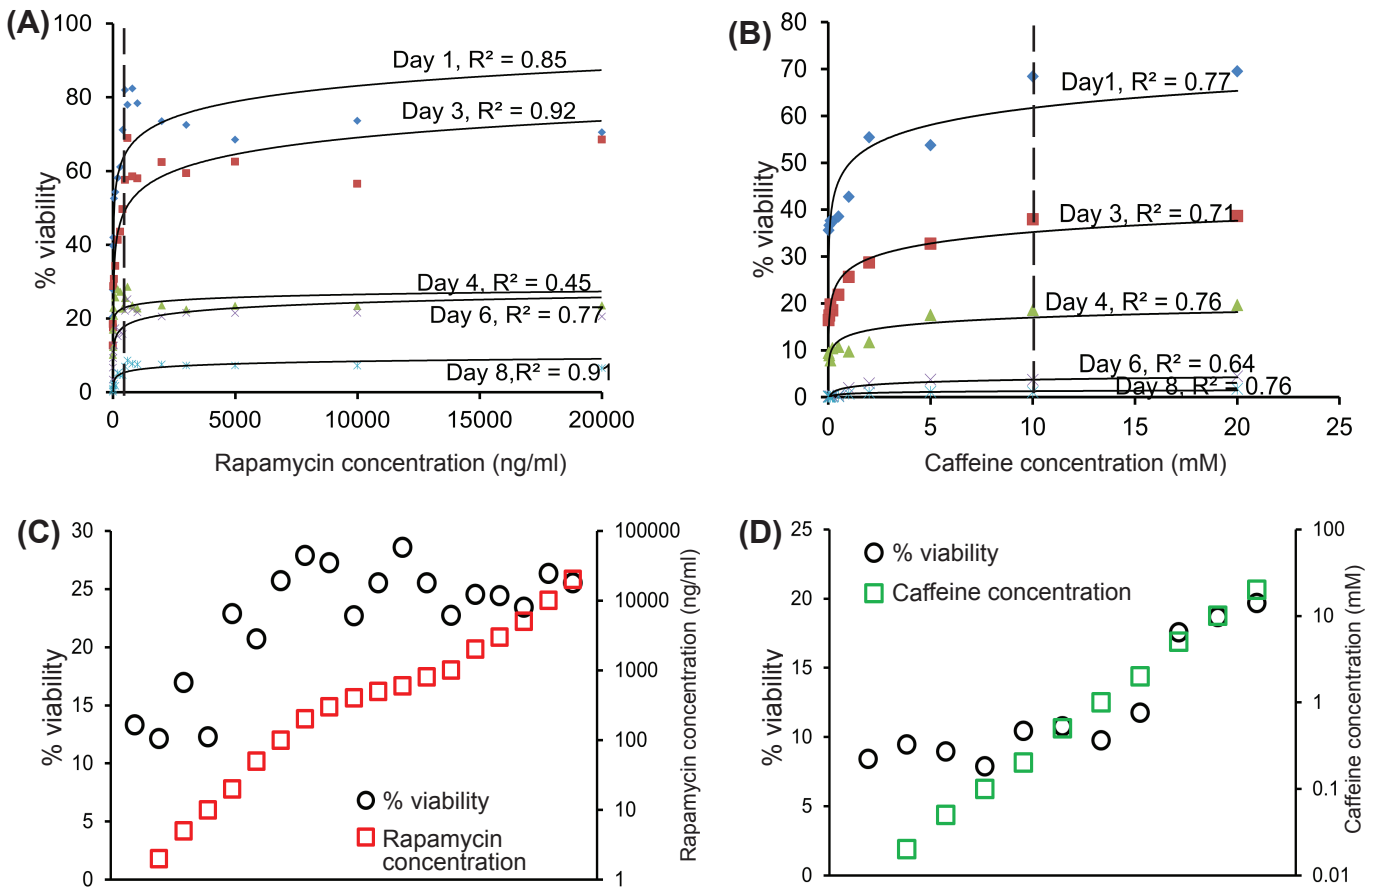 (A)
100
80
60
40
20
0
% viability
Day 1, R² = 0.85
Day 3, R² = 0.92
Day 4, R² = 0.45
Day 6, R² = 0.77
Day 8,R² = 0.91
0 5000 10000 15000 20000
Rapamycin concentration (ng/ml)
(B)
80
70
60
50
40
30
20
10
0
% viability
Day1, R² = 0.77
Day 3, R² = 0.71
Day 4, R² = 0.76
Day 6, R² = 0.64
Day 8, R² = 0.76
0 5 10 15 20 25
Caffeine concentration (mM)
(C)
30
25
20
15
10
5
0
% viability
% viability
Rapamycin
concentration
100000
10000
1000
100
10
1
Rapamycin concentration (ng/ml)
(D)
25
20
15
10
5
0
% viability
% viability
Caffeine concentration
100
10
1
0.1
0.01
Caffeine concentration (mM)